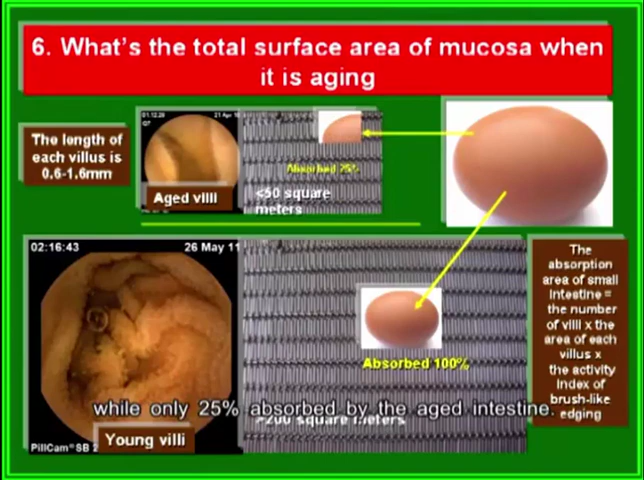 6. What's the total surface area of mucosa when
it is aging
The length of
each villus is
0.6-1.6mm
01.12.20
Aged villi
Absorbed 25%
<50 square
meters
02:16:43
26 May 11
Absorbed 100%
The
absorption
area of small
intestine =
the number
of villi x the
area of each
villus x
the activity
index of
brush-like
edging
while only 25% absorbed by the aged intestine.
>200 square meters
PillCam® SB 2
Young villi